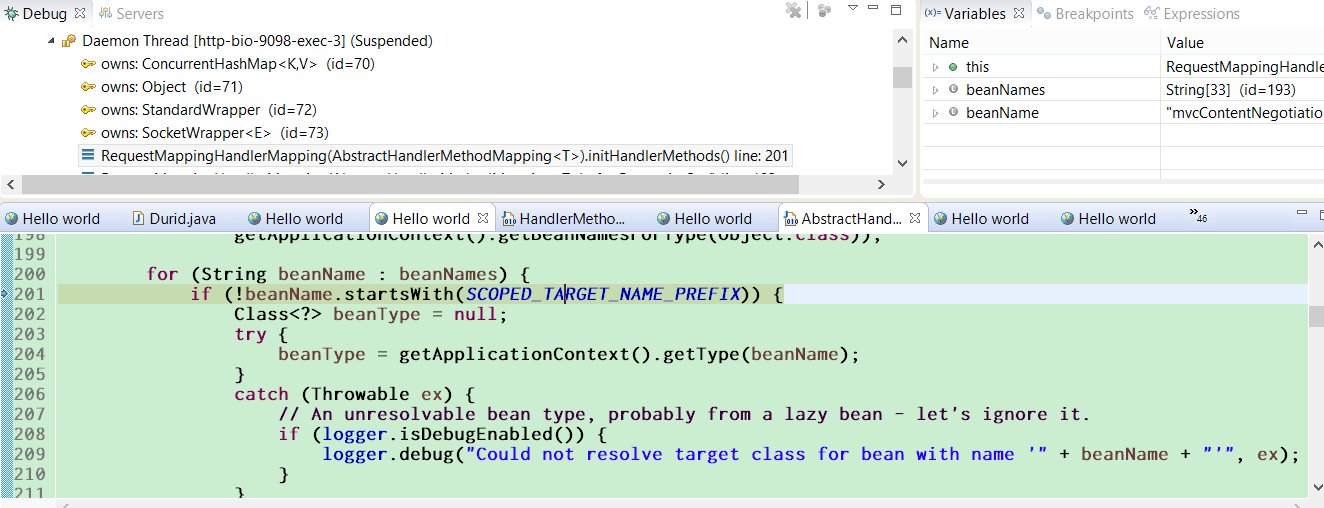 Debug Servers
Daemon Thread [http-bio-9098-exec-3] (Suspended)
owns: ConcurrentHashMap<K,V> (id=70)
owns: Object (id=71)
owns: StandardWrapper (id=72)
owns: SocketWrapper<E> (id=73)
RequestMappingHandlerMapping(AbstractHandlerMethodMapping<T>).initHandlerMethods() line: 201
(x)= Variables Breakpoints Expressions
Name Value
this RequestMappingHandler
beanNames String[33] (id=193)
beanName "mvcContentNegotiatio
Hello world Durid.java Hello world Hello world HandlerMetho... Hello world AbstractHand... Hello world Hello world »46
198 getApplicationContext().getBeanNamesForType(Object.class));
199
200 for (String beanName : beanNames) {
201 if (!beanName.startsWith(SCOPED_TARGET_NAME_PREFIX)) {
202 Class<?> beanType = null;
203 try {
204 beanType = getApplicationContext().getType(beanName);
205 }
206 catch (Throwable ex) {
207 // An unresolvable bean type, probably from a lazy bean - let's ignore it.
208 if (logger.isDebugEnabled()) {
209 logger.debug("Could not resolve target class for bean with name '" + beanName + "'", ex);
210 }
211 }